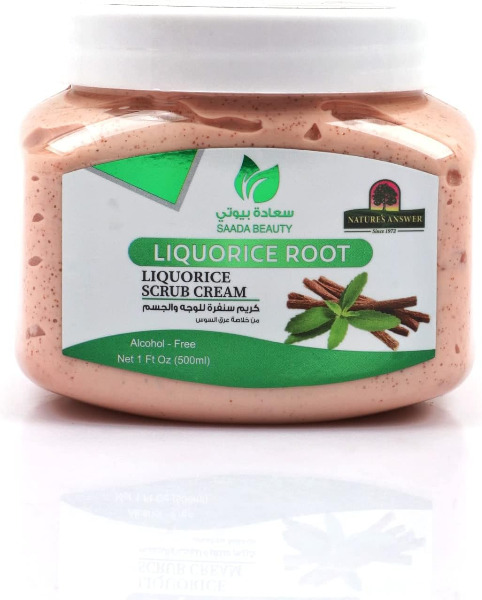 سعادة بيوتي
SAADA BEAUTY
NATURE'S ANSWER
Since 1972
LIQUORICE ROOT
LIQUORICE
SCRUB CREAM
كريم سنفرة للوجه والجسم
من خلاصة عرق السوس
Alcohol - Free
Net 1 Ft Oz (500ml)